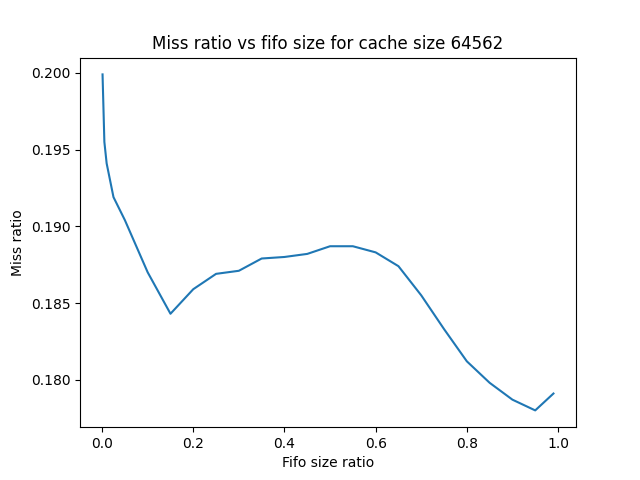 Miss ratio vs fifo size for cache size 64562
0.200
0.195
0.190
0.185
0.180
Miss ratio
0.0 0.2 0.4 0.6 0.8 1.0
Fifo size ratio